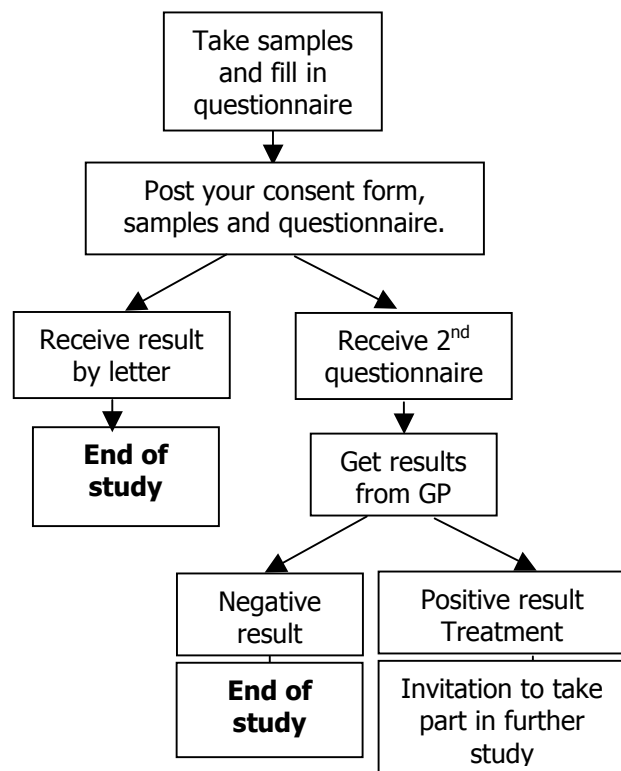 Take samples
and fill in
questionnaire
Post your consent form,
samples and questionnaire.
Receive result
by letter
Receive 2nd
questionnaire
End of
study
Get results
from GP
Negative
result
Positive result
Treatment
End of
study
Invitation to take
part in further
study